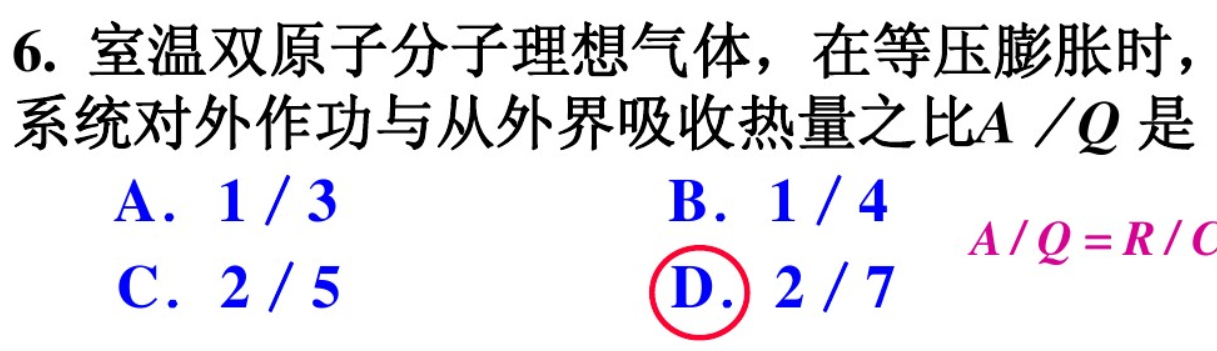 6. 室温双原子分子理想气体，在等压膨胀时，
系统对外作功与从外界吸收热量之比A／Q 是
A. 1 / 3
B. 1 / 4
A / Q = R / C
C. 2 / 5
D. 2 / 7